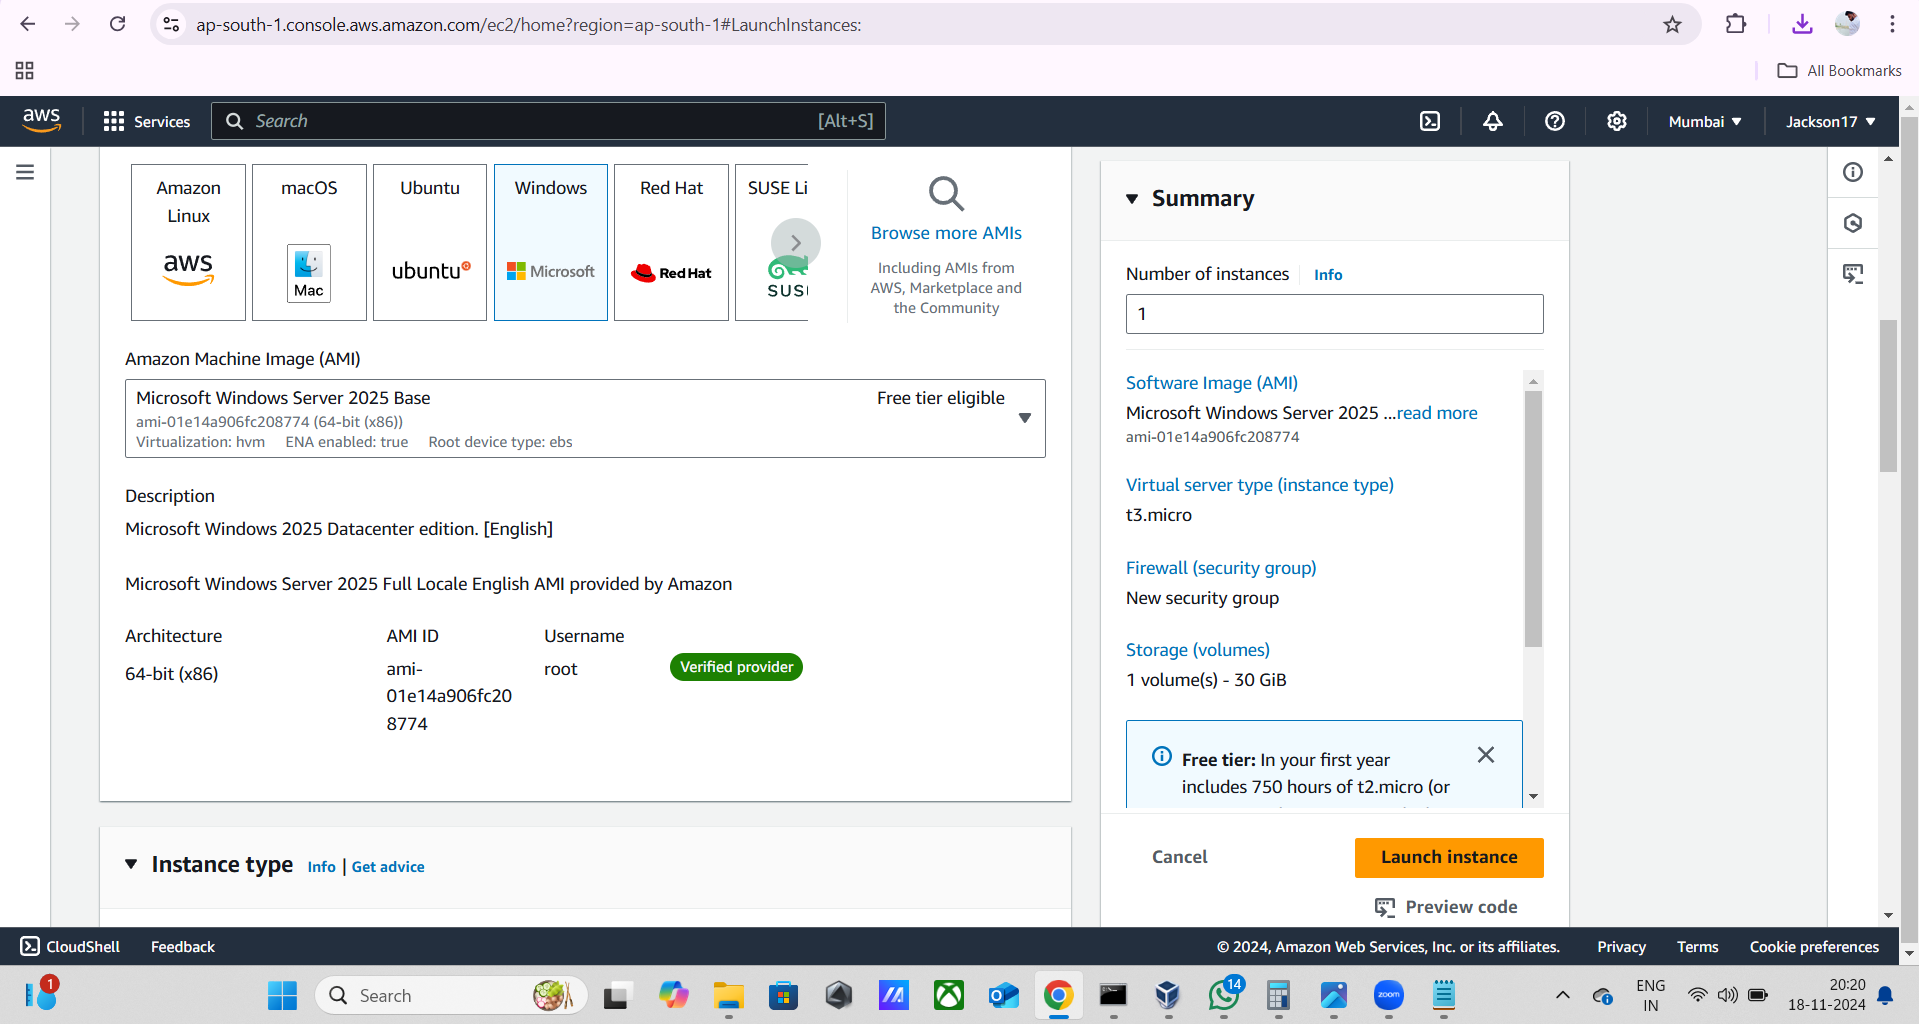 ap-south-1.console.aws.amazon.com/ec2/home?region=ap-south-1#LaunchInstances:
All Bookmarks
aws
Services
Search
[Alt+S]
Mumbai
Jackson17
Amazon
Linux
aws
macOS
Mac
Ubuntu
ubuntu
Windows
Microsoft
Red Hat
Red Hat
SUSE Li
SUS
Browse more AMIs
Including AMIs from
AWS, Marketplace and
the Community
Amazon Machine Image (AMI)
Microsoft Windows Server 2025 Base
Free tier eligible
ami-01e14a906fc208774 (64-bit (x86))
Virtualization: hvm ENA enabled: true Root device type: ebs
Description
Microsoft Windows 2025 Datacenter edition. [English]
Microsoft Windows Server 2025 Full Locale English AMI provided by Amazon
Architecture
64-bit (x86)
AMI ID
ami-
01e14a906fc20
8774
Username
root
Verified provider
Instance type Info | Get advice
Summary
Number of instances Info
1
Software Image (AMI)
Microsoft Windows Server 2025 ...read more
ami-01e14a906fc208774
Virtual server type (instance type)
t3.micro
Firewall (security group)
New security group
Storage (volumes)
1 volume(s) - 30 GiB
Free tier: In your first year
includes 750 hours of t2.micro (or
Cancel
Launch instance
Preview code
CloudShell
Feedback
© 2024, Amazon Web Services, Inc. or its affiliates.
Privacy
Terms
Cookie preferences
1
Search
zoom
14
ENG
IN
20:20
18-11-2024